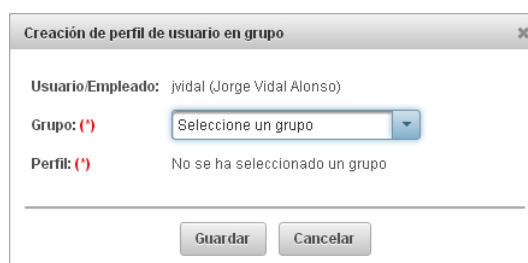 Creación de perfil de usuario en grupo
Usuario/Empleado: jvidal (Jorge Vidal Alonso)
Grupo: (*) Seleccione un grupo
Perfil: (*) No se ha seleccionado un grupo
Guardar Cancelar